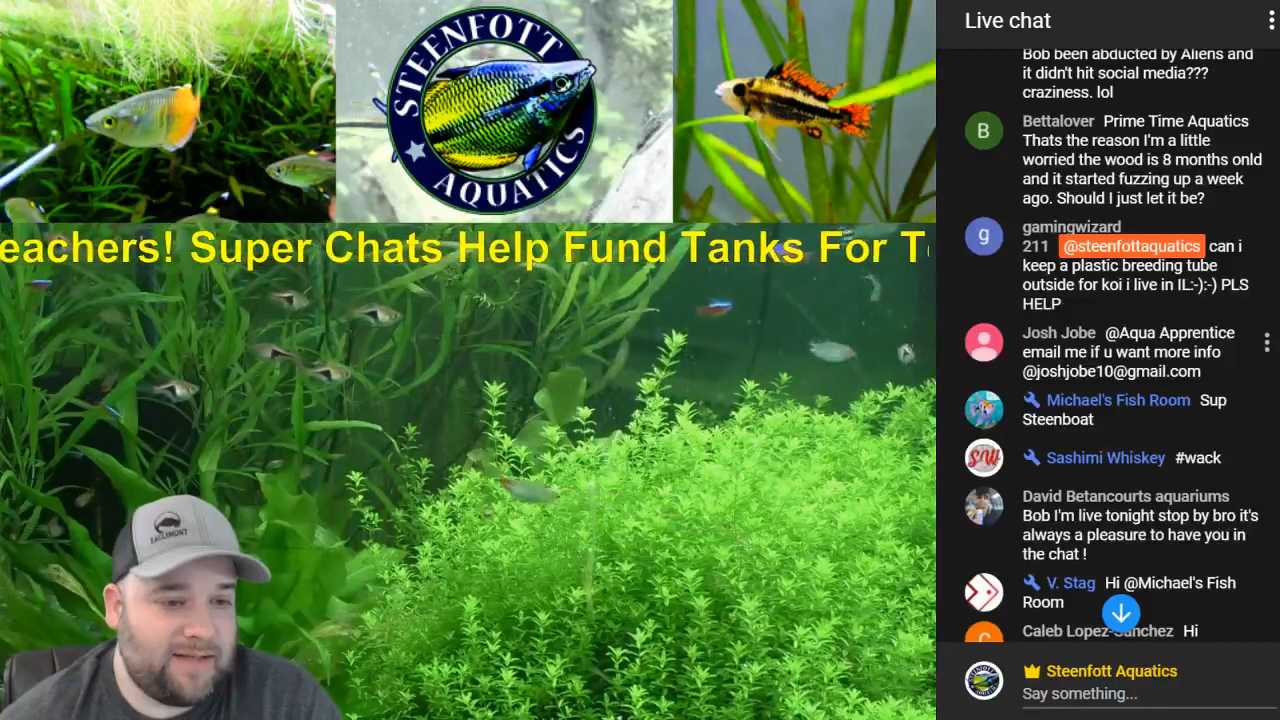 STEENFOTT
AQUATICS
eachers! Super Chats Help Fund Tanks For T
EAGLEMONT
Live chat
Bob been abducted by Aliens and
it didn't hit social media???
craziness. lol
B
Bettalover Prime Time Aquatics
Thats the reason I'm a little
worried the wood is 8 months onld
and it started fuzzing up a week
ago. Should I just let it be?
g
gamingwizard
211 @steenfottaquatics can i
keep a plastic breeding tube
outside for koi i live in IL:-):-) PLS
HELP
Josh Jobe @Aqua Apprentice
email me if u want more info
@joshjobe10@gmail.com
Michael's Fish Room Sup
Steenboat
SW
Sashimi Whiskey #wack
David Betancourts aquariums
Bob I'm live tonight stop by bro it's
always a pleasure to have you in
the chat !
V. Stag Hi @Michael's Fish
Room
Caleb Lopez-Sanchez Hi
Steenfott Aquatics
Say something...